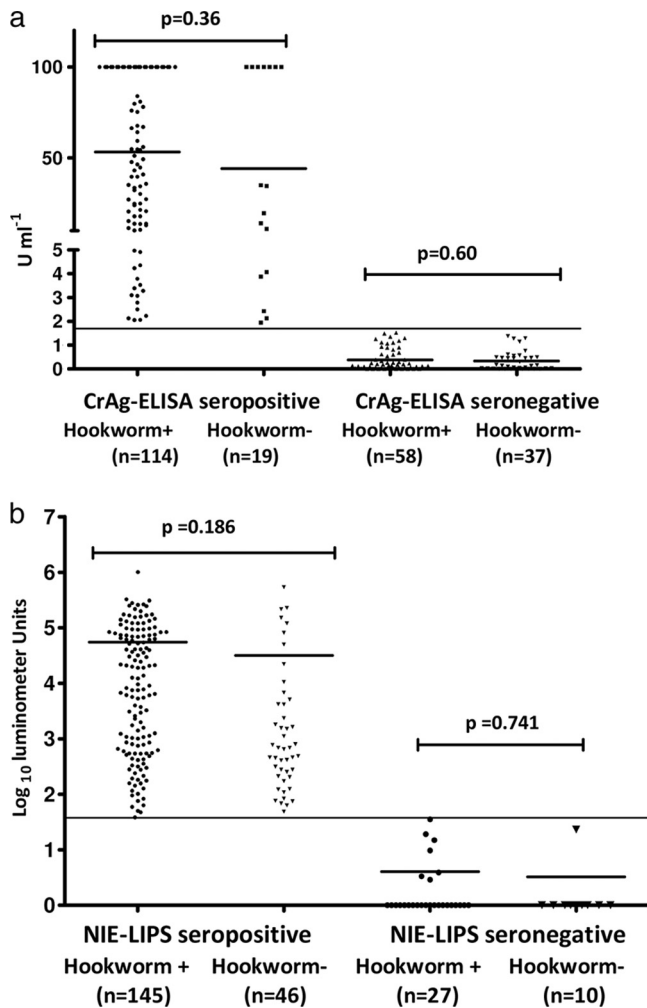 a
p=0.36
100
50
U ml-1
5
p=0.60
4
3
2
1
0
CrAg-ELISA seropositive CrAg-ELISA seronegative
Hookworm+ Hookworm- Hookworm+ Hookworm-
(n=114) (n=19) (n=58) (n=37)
b
7
p =0.186
6
5
p =0.741
4
Log 10 luminometer Units
3
2
1
0
NIE-LIPS seropositive NIE-LIPS seronegative
Hookworm + Hookworm- Hookworm + Hookworm-
(n=145) (n=46) (n=27) (n=10)